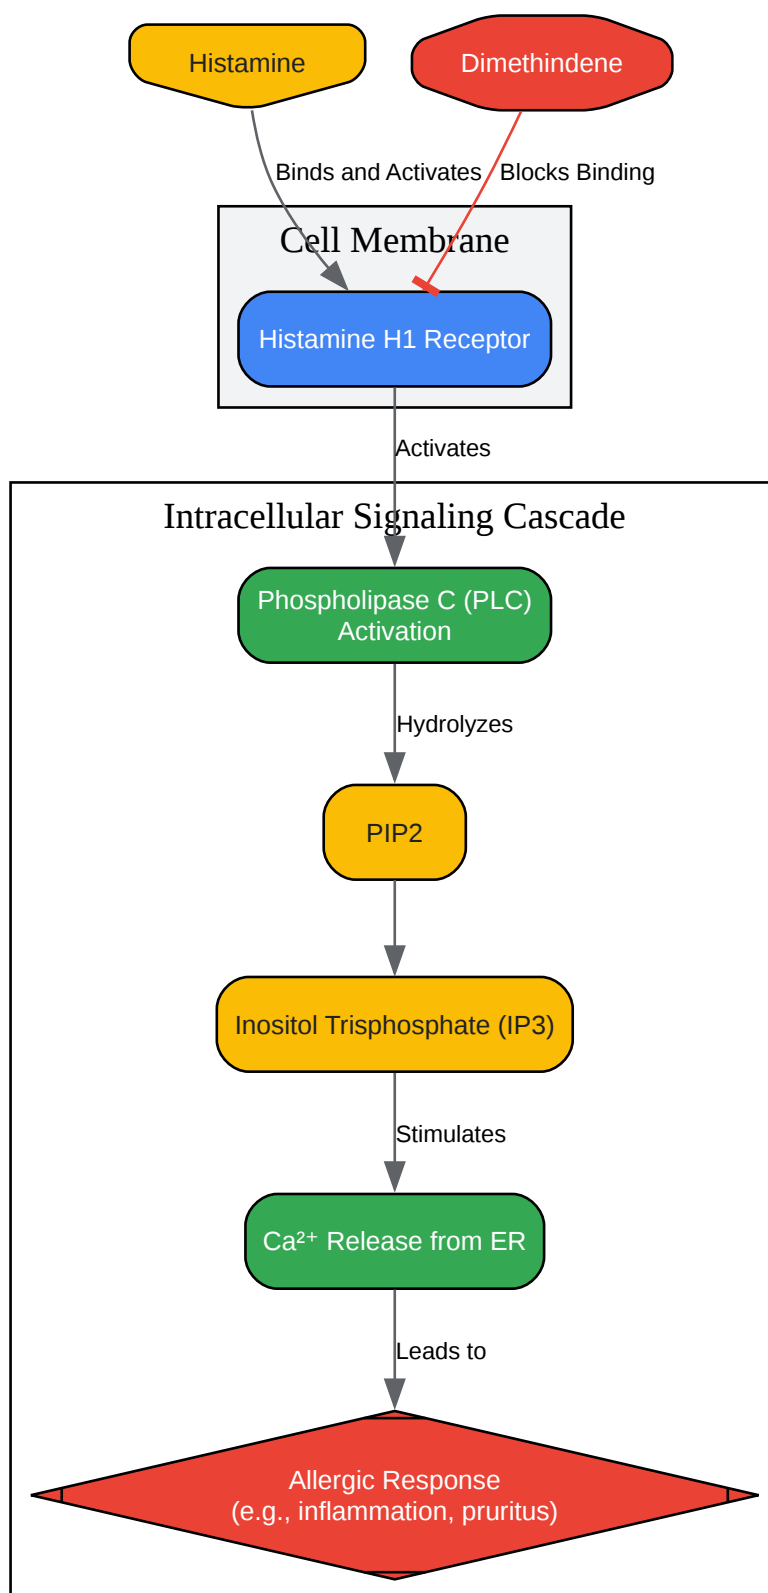 Histamine
Dimethindene
Binds and Activates
Blocks Binding
Cell Membrane
Histamine H1 Receptor
Activates
Intracellular Signaling Cascade
Phospholipase C (PLC)
Activation
Hydrolyzes
PIP2
Inositol Trisphosphate (IP3)
Stimulates
Ca²⁺ Release from ER
Leads to
Allergic Response
(e.g., inflammation, pruritus)